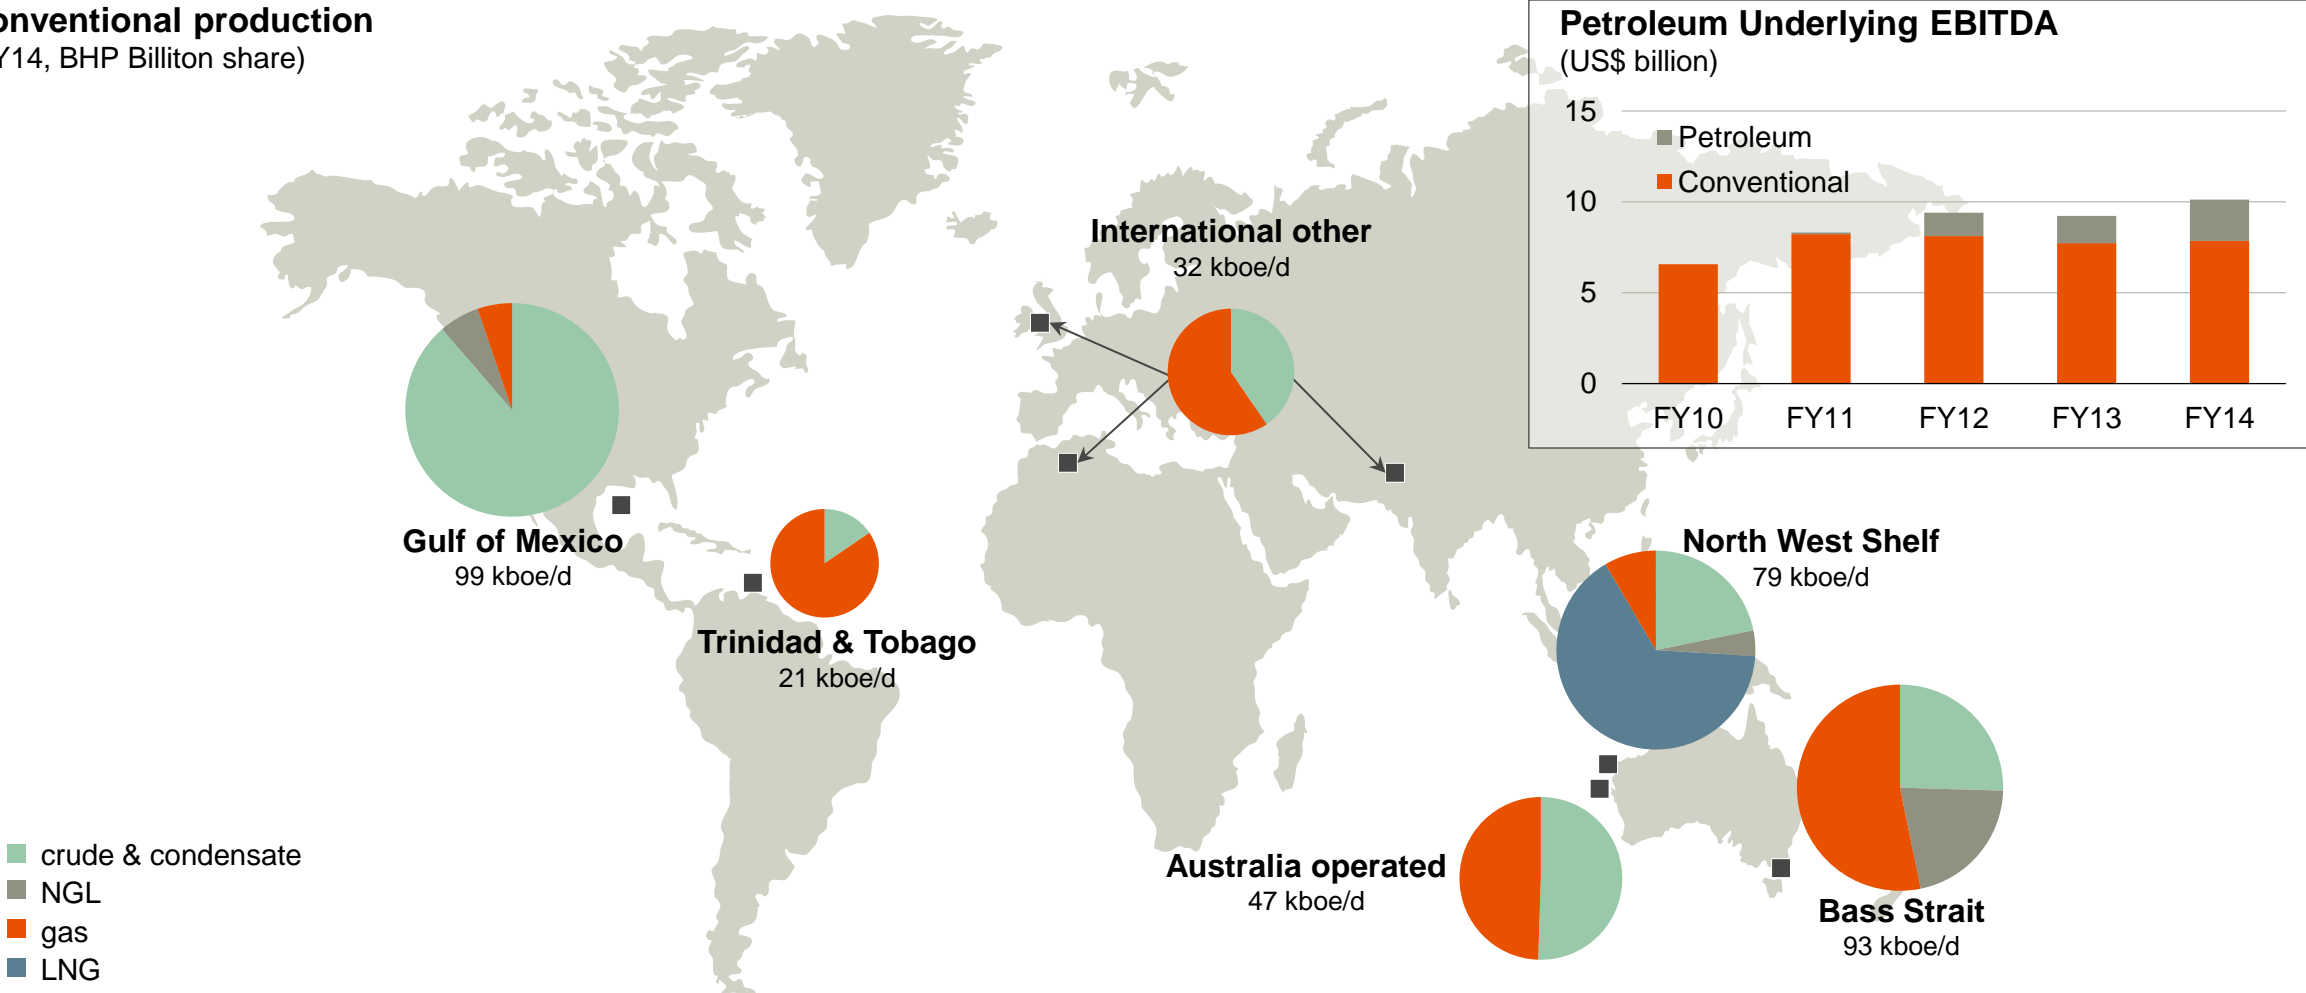 onventional production
Y14, BHP Billiton share)
Petroleum Underlying EBITDA
(US$ billion)
15
10
5
0
Petroleum
Conventional
FY10 FY11 FY12 FY13 FY14
International other
32 kboe/d
Gulf of Mexico
99 kboe/d
Trinidad & Tobago
21 kboe/d
North West Shelf
79 kboe/d
Australia operated
47 kboe/d
Bass Strait
93 kboe/d
crude & condensate
NGL
gas
LNG